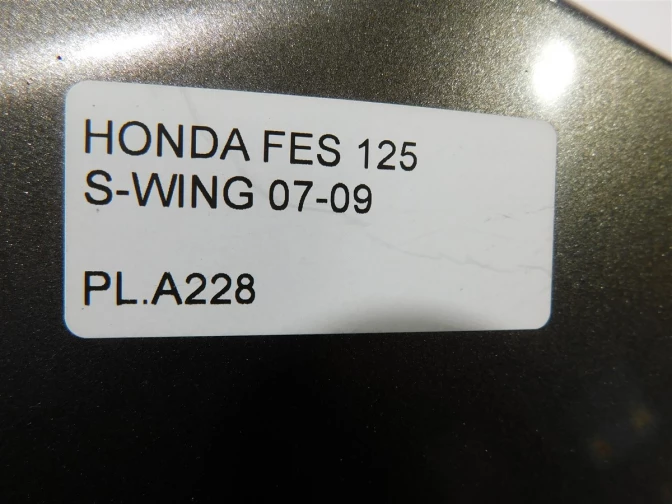 HONDA FES 125
S-WING 07-09
PL.A228